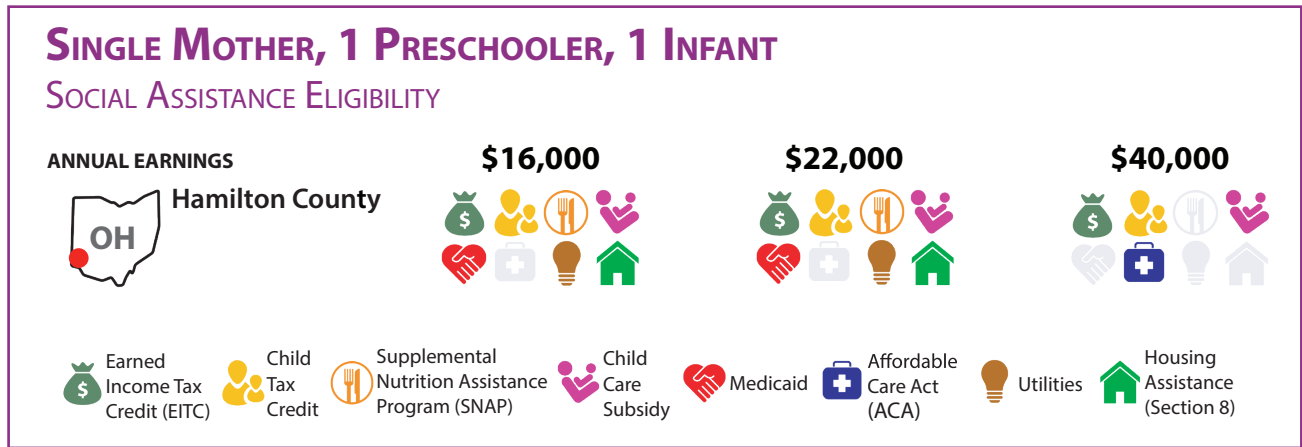 Single Mother, 1 Preschooler, 1 Infant
Social Assistance Eligibility
ANNUAL EARNINGS $16,000 $22,000 $40,000
Hamilton County
OH
$ $ $
$
Earned
Income Tax
Credit (EITC)
Child
Tax
Credit
Supplemental
Nutrition Assistance
Program (SNAP)
Child
Care
Subsidy
Medicaid
Affordable
Care Act
(ACA)
Utilities
Housing
Assistance
(Section 8)